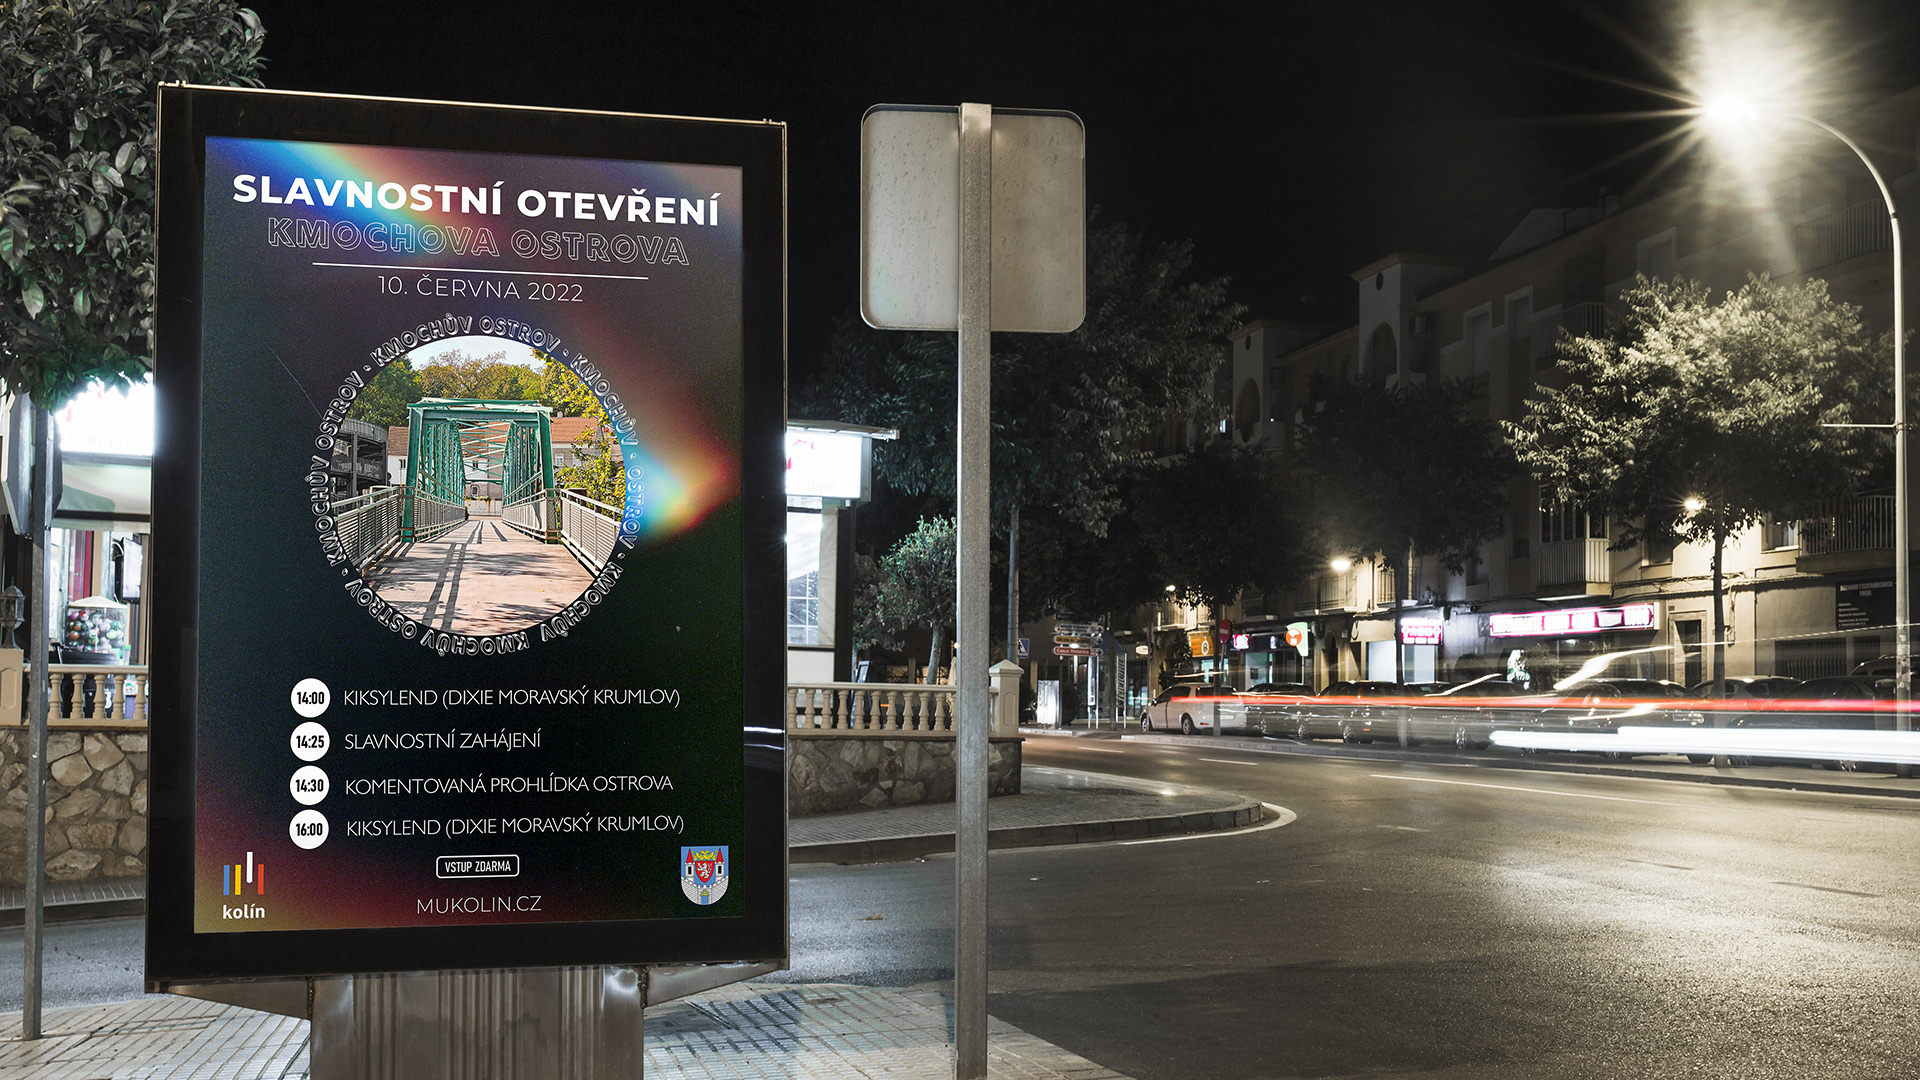 SLAVNOSTNÍ OTEVŘENÍ
KMOCHOVA OSTROVA
10. ČERVNA 2022
KMOCHŮV OSTROV · KMOCHŮV OSTROV · KMOCHŮV OSTROV · KMOCHŮV OSTROV ·
14:00 KIKSYLEND (DIXIE MORAVSKÝ KRUMLOV)
14:25 SLAVNOSTNÍ ZAHÁJENÍ
14:30 KOMENTOVANÁ PROHLÍDKA OSTROVA
16:00 KIKSYLEND (DIXIE MORAVSKÝ KRUMLOV)
VSTUP ZDARMA
MUKOLIN.CZ
kolín